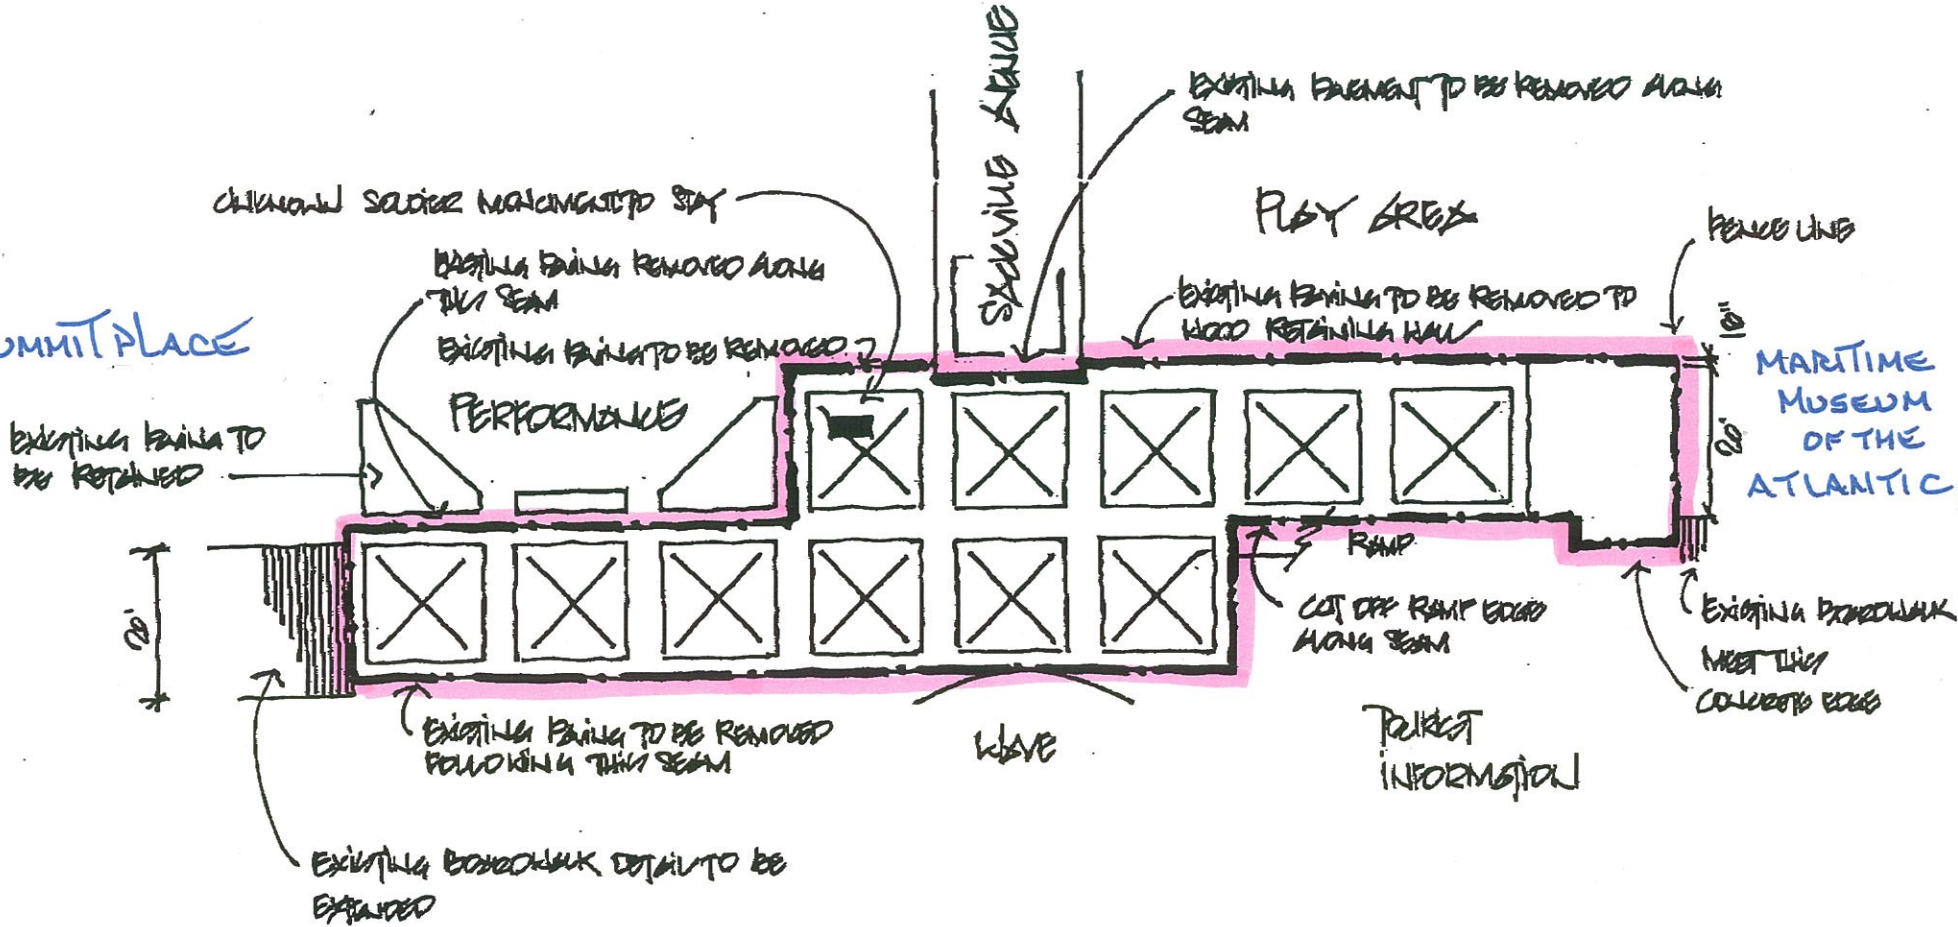 SACKVILLE AVENUE
EXISTING PAVEMENT TO BE REMOVED ALONG
SEAM
UNKNOWN SOLDIER MONUMENT TO STAY
PLAY AREA
FENCE LINE
EXISTING PAVING REMOVED ALONG
THIS SEAM
EXISTING PAVING TO BE REMOVED TO
WOOD RETAINING WALL
UMMIT PLACE
EXISTING PAVING TO BE REMOVED
MARITIME
MUSEUM
OF THE
ATLANTIC
PERFORMANCE
EXISTING PAVING TO
BE RETAINED
20'
RAMP
20'
CUT OFF RAMP EDGE
ALONG SEAM
EXISTING BOARDWALK
MEET THIS
CONCRETE EDGE
EXISTING PAVING TO BE REMOVED
FOLLOWING THIS SEAM
WAVE
TOURIST
INFORMATION
EXISTING BOARDWALK DETAIL TO BE
EXTENDED